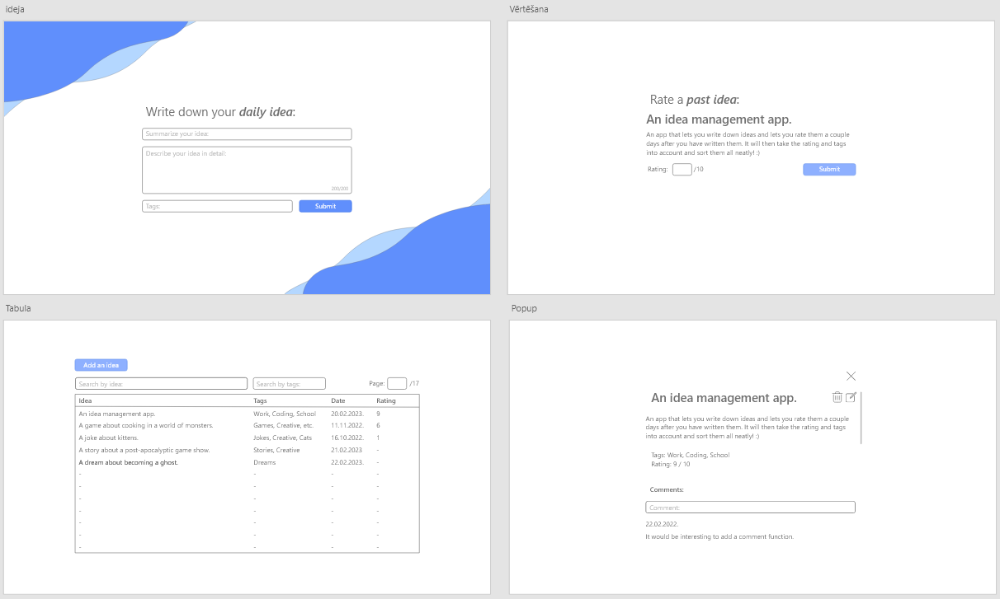 ideja
Write down your daily idea:
Summarize your idea:
Describe your idea in detail:
200/200
Tags:
Submit
Vērtēšana
Rate a past idea:
An idea management app.
An app that lets you write down ideas and lets you rate them a couple
days after you have written them. It will then take the rating and tags
into account and sort them all neatly! :)
Rating: /10
Submit
Tabula
Add an idea
Search by idea:
Search by tags:
Page: /17
Idea Tags Date Rating
An idea management app. Work, Coding, School 20.02.2023. 9
A game about cooking in a world of monsters. Games, Creative, etc. 11.11.2022. 6
A joke about kittens. Jokes, Creative, Cats 16.10.2022. 1
A story about a post-apocalyptic game show. Stories, Creative 21.02.2023 -
A dream about becoming a ghost. Dreams 22.02.2023. -
- - - -
- - - -
- - - -
- - - -
- - - -
- - - -
- - - -
Popup
An idea management app.
An app that lets you write down ideas and lets you rate them a couple
days after you have written them. It will then take the rating and tags
into account and sort them all neatly! :)
Tags: Work, Coding, School
Rating: 9 / 10
Comments:
Comment:
22.02.2022.
It would be interesting to add a comment function.